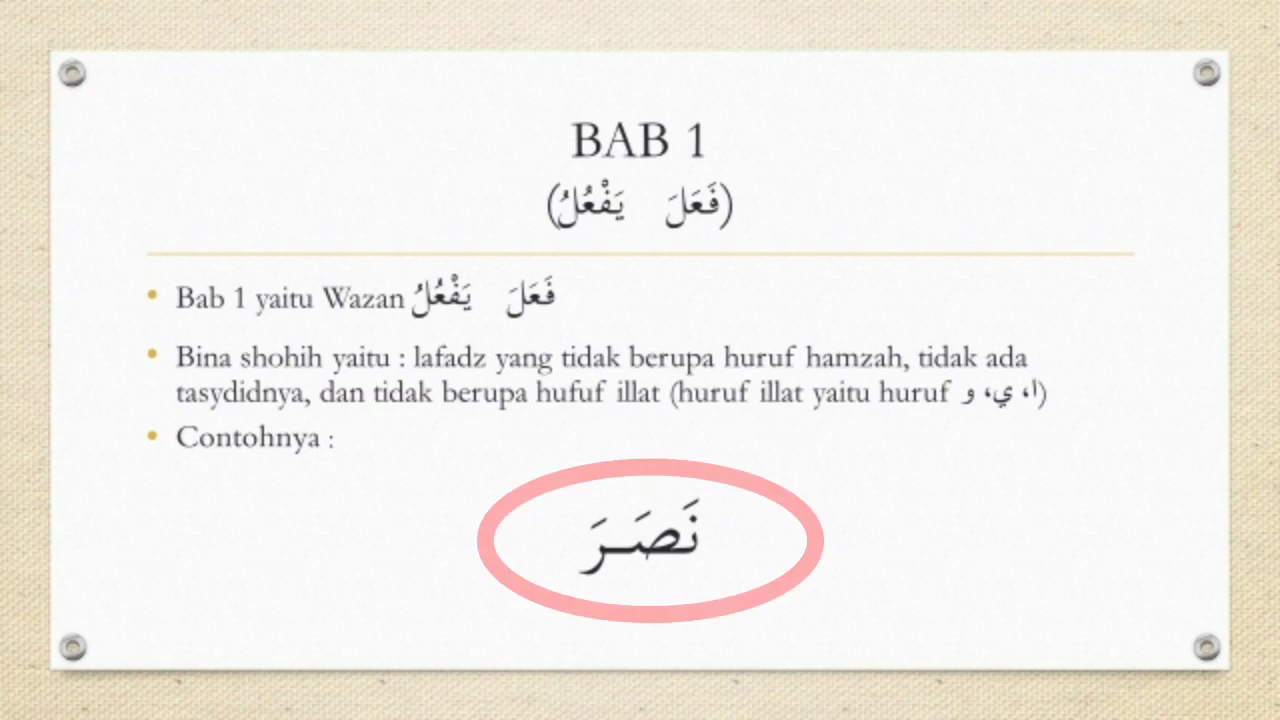 BAB 1
(فَعَلَ يَفْعُلُ)
• Bab 1 yaitu Wazan فَعَلَ يَفْعُلُ
• Bina shohih yaitu : lafadz yang tidak berupa huruf hamzah, tidak ada
tasydidnya, dan tidak berupa hufuf illat (huruf illat yaitu huruf ا، ي، و)
• Contohnya :
نَصَرَ